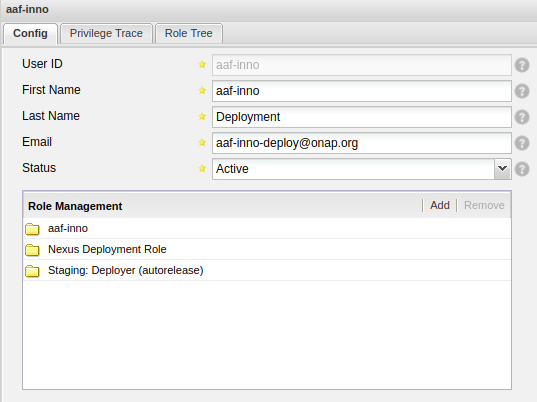 aaf-inno
Config Privilege Trace Role Tree
User ID aaf-inno ?
First Name aaf-inno ?
Last Name Deployment ?
Email aaf-inno-deploy@onap.org ?
Status Active ?
Role Management Add Remove
aaf-inno
Nexus Deployment Role
Staging: Deployer (autorelease)